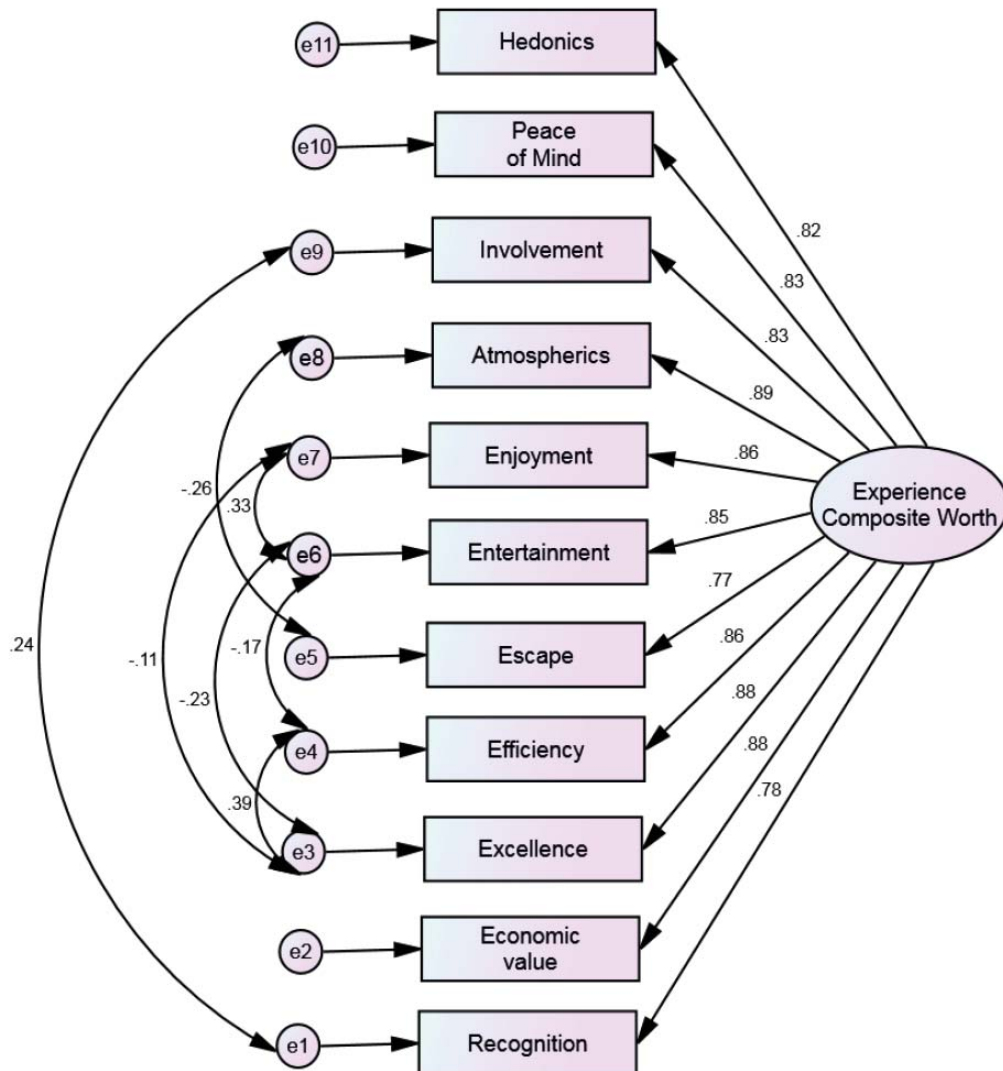 e11
Hedonics
e10
Peace
of Mind
.82
e9
Involvement
.83
.83
e8
Atmospherics
.89
e7
Enjoyment
.86
-.26
.33
Experience
Composite Worth
e6
Entertainment
.85
.77
.24
-.11
-.17
e5
Escape
.86
-.23
.88
e4
Efficiency
.88
.78
.39
e3
Excellence
e2
Economic
value
e1
Recognition